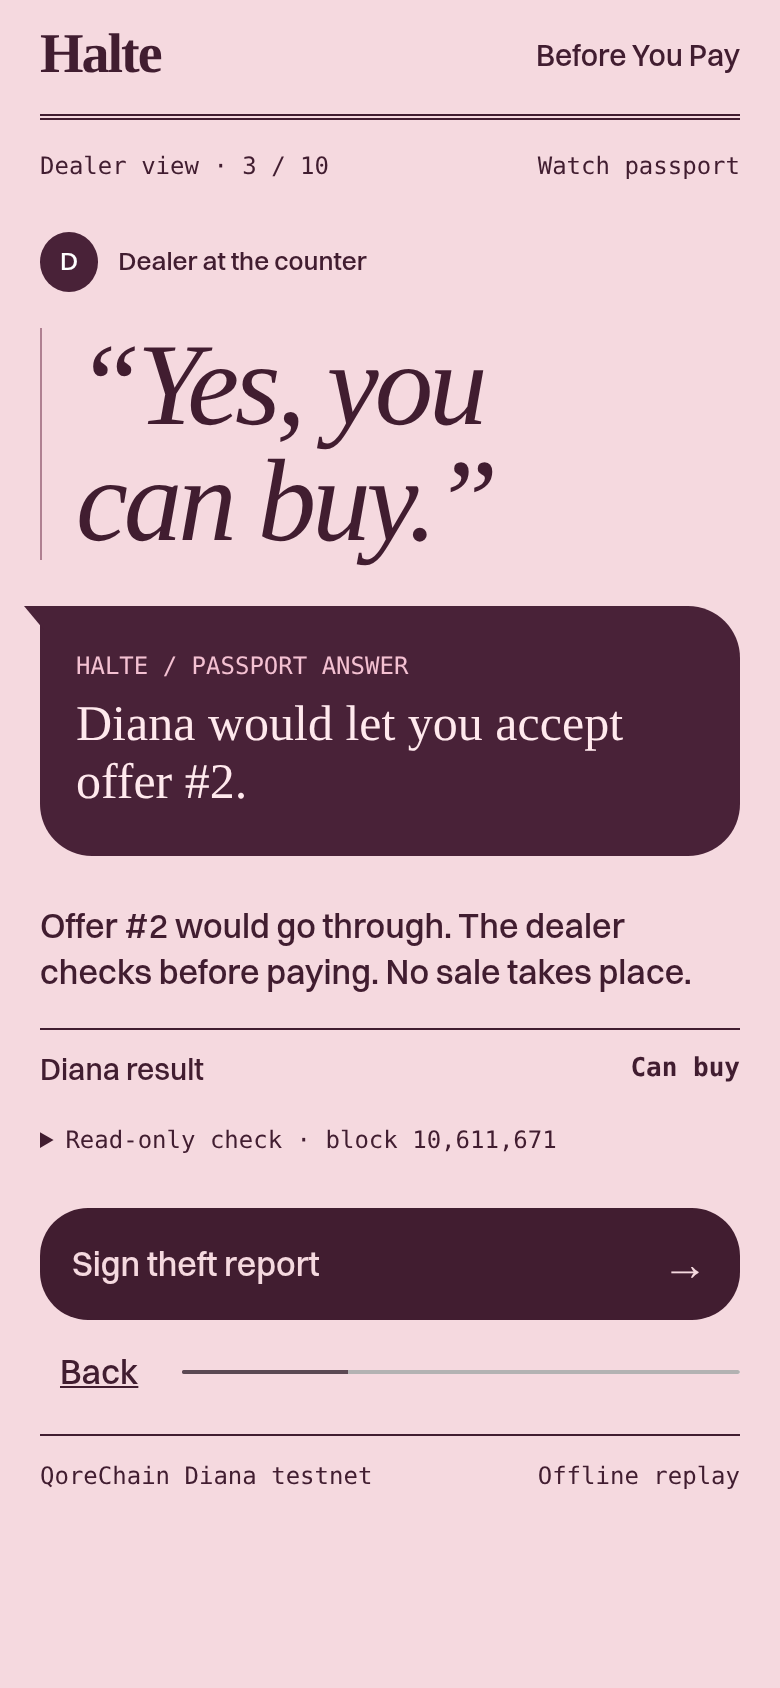 Halte
Before You Pay
Dealer view · 3 / 10
Watch passport
D
Dealer at the counter
“Yes, you
can buy.”
HALTE / PASSPORT ANSWER
Diana would let you accept
offer #2.
Offer #2 would go through. The dealer
checks before paying. No sale takes place.
Diana result
Can buy
Read-only check · block 10,611,671
Sign theft report
→
Back
QoreChain Diana testnet
Offline replay